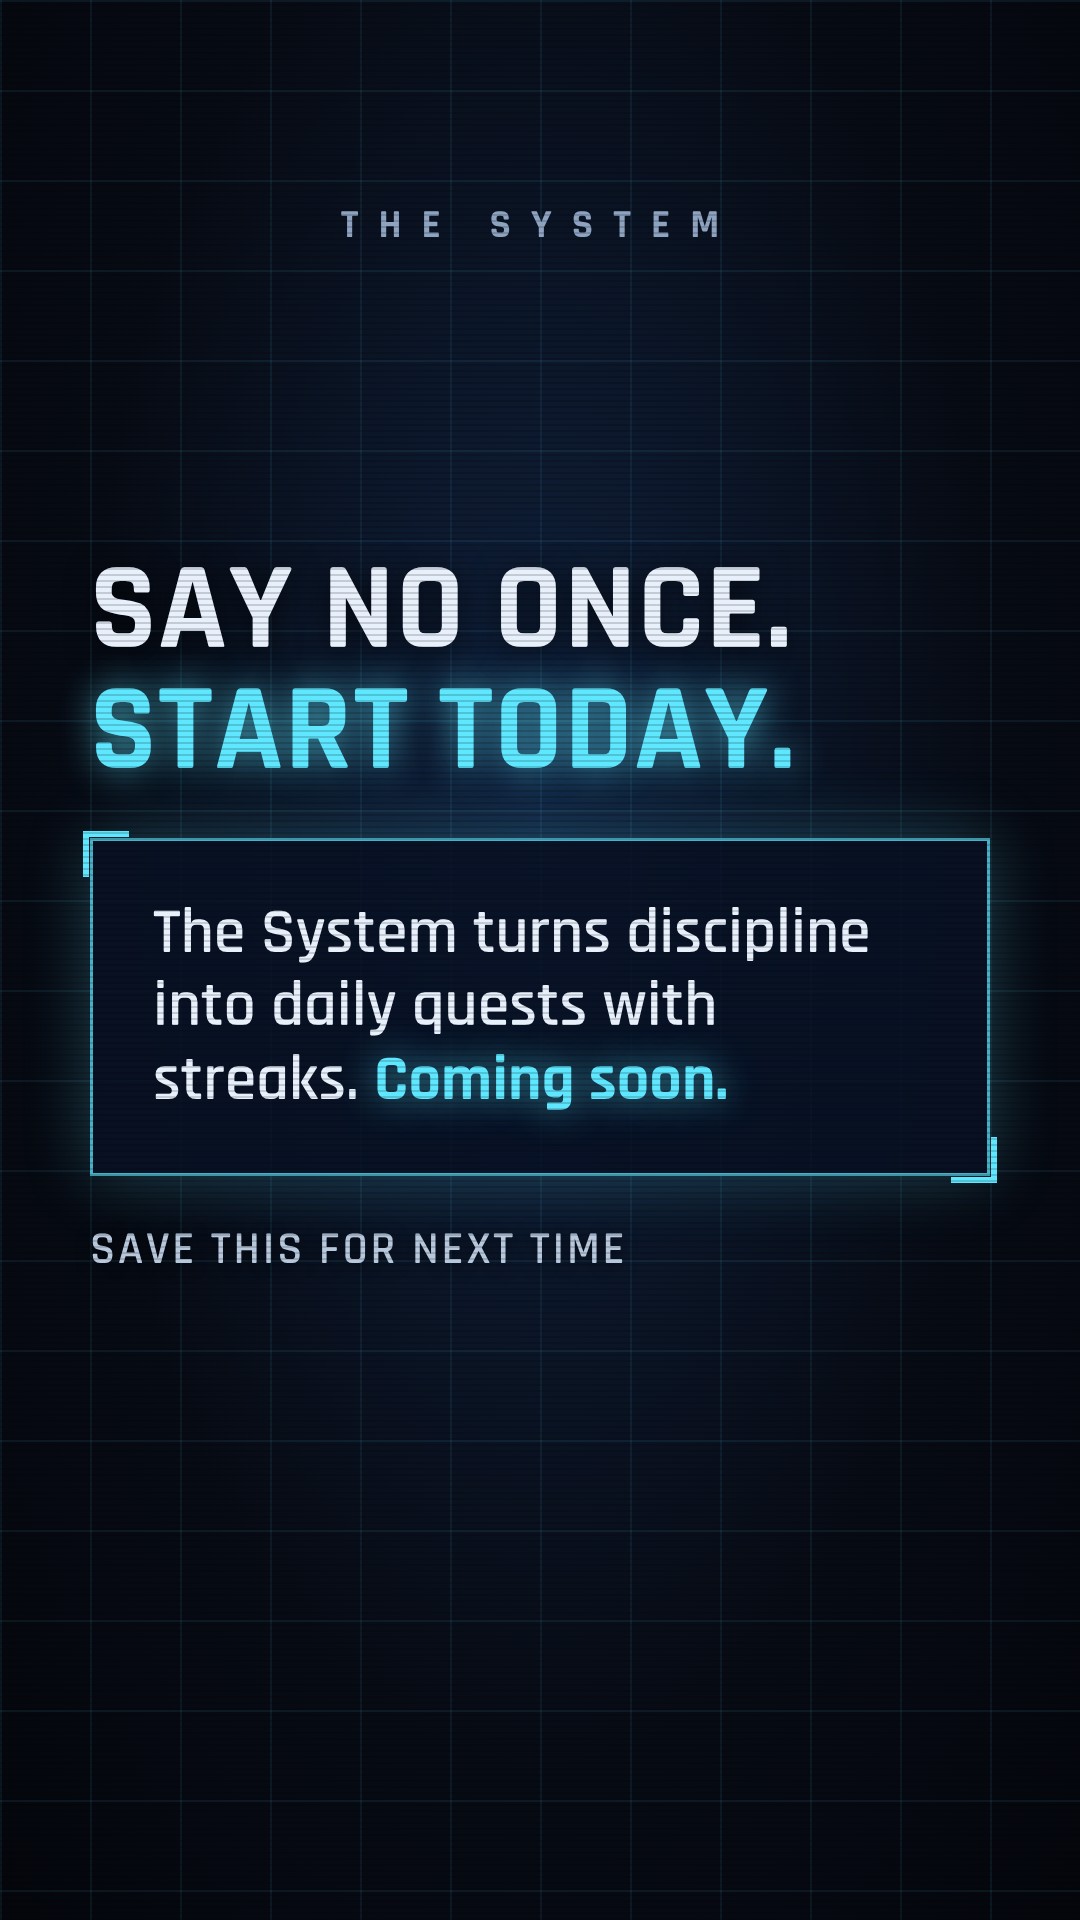 THE SYSTEM
SAY NO ONCE.
START TODAY.
The System turns discipline
into daily quests with
streaks. Coming soon.
SAVE THIS FOR NEXT TIME